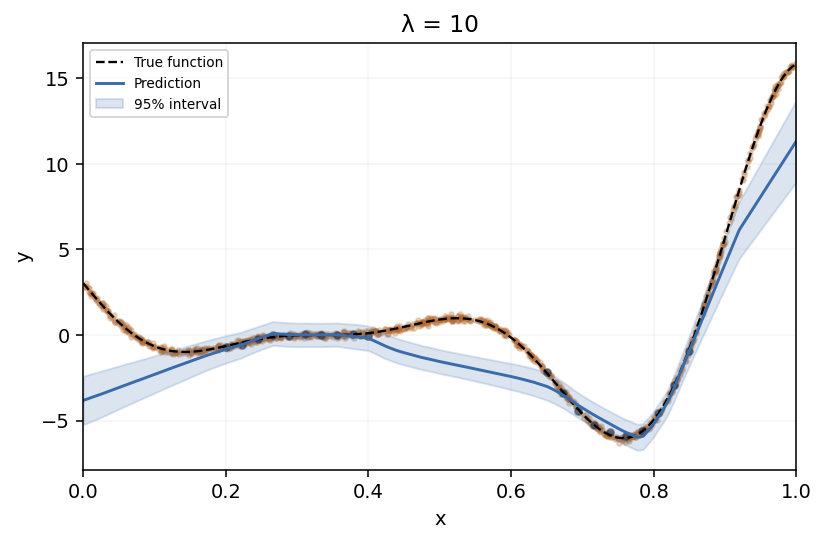 λ = 10
True function
Prediction
95% interval
15
10
5
0
−5
y
0.0 0.2 0.4 0.6 0.8 1.0
x